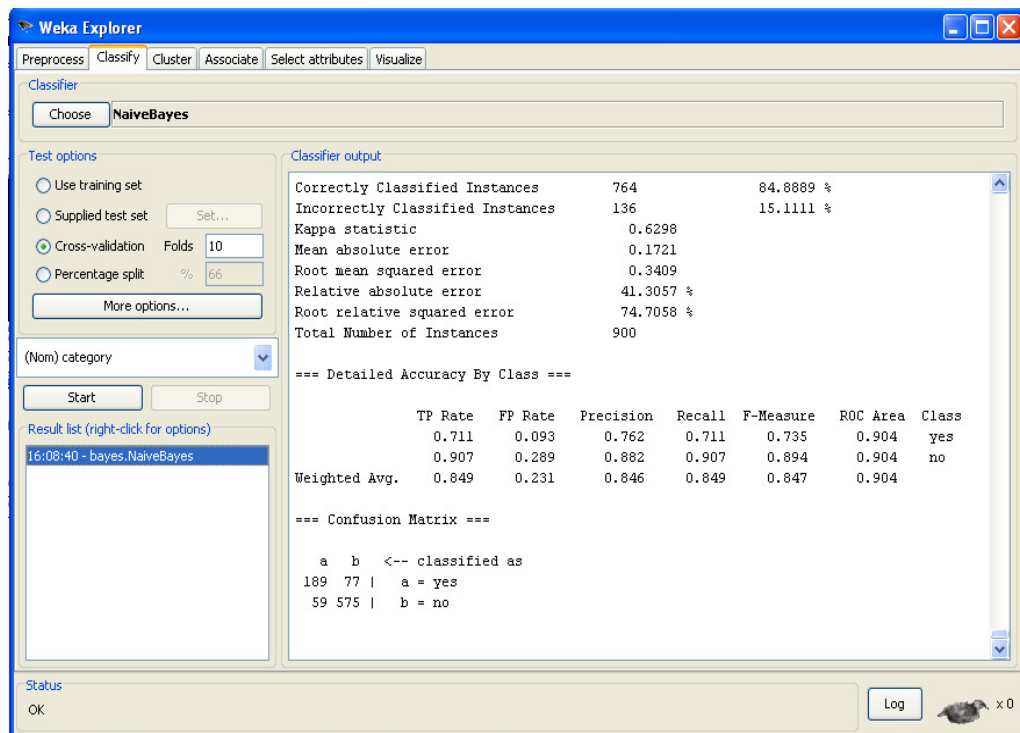 Weka Explorer
Preprocess Classify Cluster Associate Select attributes Visualize
Classifier
Choose NaiveBayes
Test options
Use training set
Supplied test set Set...
Cross-validation Folds 10
Percentage split % 66
More options...
(Nom) category
Start Stop
Result list (right-click for options)
16:08:40 - bayes.NaiveBayes
Classifier output
Correctly Classified Instances 764 84.8889 %
Incorrectly Classified Instances 136 15.1111 %
Kappa statistic 0.6298
Mean absolute error 0.1721
Root mean squared error 0.3409
Relative absolute error 41.3057 %
Root relative squared error 74.7058 %
Total Number of Instances 900
=== Detailed Accuracy By Class ===
TP Rate FP Rate Precision Recall F-Measure ROC Area Class
0.711 0.093 0.762 0.711 0.735 0.904 yes
0.907 0.289 0.882 0.907 0.894 0.904 no
Weighted Avg. 0.849 0.231 0.846 0.849 0.847 0.904
=== Confusion Matrix ===
a b <-- classified as
189 77 | a = yes
59 575 | b = no
Status
OK
Log x 0